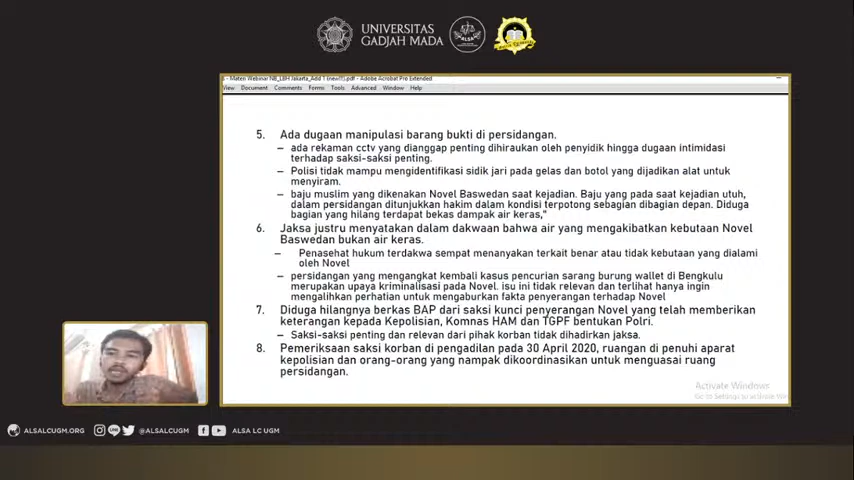 UNIVERSITAS
GADJAH MADA
ALSA
- Materi Webinar NB_LBH Jakarta_Add 1 (new!!!).pdf - Adobe Acrobat Pro Extended
View Document Comments Forms Tools Advanced Window Help
5. Ada dugaan manipulasi barang bukti di persidangan.
– ada rekaman cctv yang dianggap penting dihiraukan oleh penyidik hingga dugaan intimidasi
terhadap saksi-saksi penting.
– Polisi tidak mampu mengidentifikasi sidik jari pada gelas dan botol yang dijadikan alat untuk
menyiram.
– baju muslim yang dikenakan Novel Baswedan saat kejadian. Baju yang pada saat kejadian utuh,
dalam persidangan ditunjukkan hakim dalam kondisi terpotong sebagian dibagian depan. Diduga
bagian yang hilang terdapat bekas dampak air keras,"
6. Jaksa justru menyatakan dalam dakwaan bahwa air yang mengakibatkan kebutaan Novel
Baswedan bukan air keras.
– Penasehat hukum terdakwa sempat menanyakan terkait benar atau tidak kebutaan yang dialami
oleh Novel
– persidangan yang mengangkat kembali kasus pencurian sarang burung wallet di Bengkulu
merupakan upaya kriminalisasi pada Novel. isu ini tidak relevan dan terlihat hanya ingin
mengalihkan perhatian untuk mengaburkan fakta penyerangan terhadap Novel
7. Diduga hilangnya berkas BAP dari saksi kunci penyerangan Novel yang telah memberikan
keterangan kepada Kepolisian, Komnas HAM dan TGPF bentukan Polri.
– Saksi-saksi penting dan relevan dari pihak korban tidak dihadirkan jaksa.
8. Pemeriksaan saksi korban di pengadilan pada 30 April 2020, ruangan di penuhi aparat
kepolisian dan orang-orang yang nampak dikoordinasikan untuk menguasai ruang
persidangan.
Activate Windows
Go to Settings to activate Wi
ALSALCUGM.ORG @ALSALCUGM ALSA LC UGM